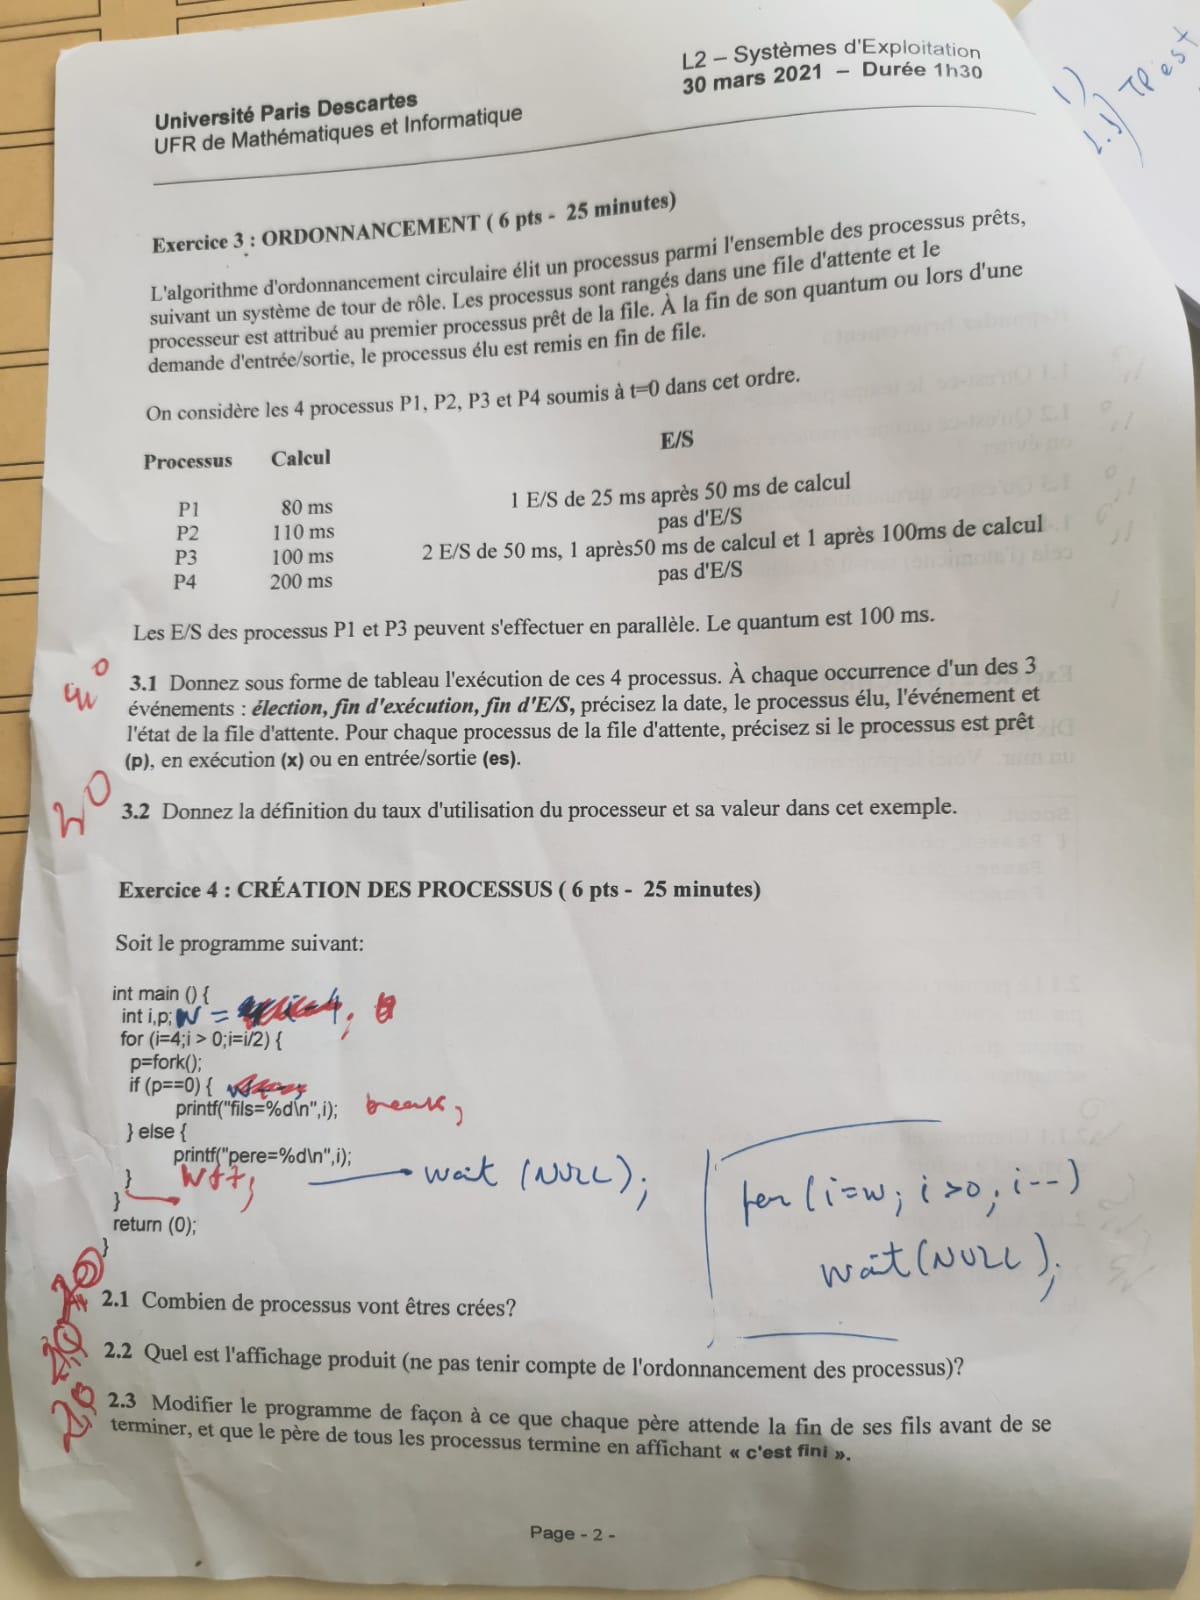 L2 – Systèmes d'Exploitation
30 mars 2021 – Durée 1h30
Université Paris Descartes
UFR de Mathématiques et Informatique
1)
1.1) TP est
Exercice 3 : ORDONNANCEMENT ( 6 pts - 25 minutes)
L'algorithme d'ordonnancement circulaire élit un processus parmi l'ensemble des processus prêts,
suivant un système de tour de rôle. Les processus sont rangés dans une file d'attente et le
processeur est attribué au premier processus prêt de la file. À la fin de son quantum ou lors d'une
demande d'entrée/sortie, le processus élu est remis en fin de file.
On considère les 4 processus P1, P2, P3 et P4 soumis à t=0 dans cet ordre.
Processus Calcul E/S
P1 80 ms 1 E/S de 25 ms après 50 ms de calcul
P2 110 ms pas d'E/S
P3 100 ms 2 E/S de 50 ms, 1 après50 ms de calcul et 1 après 100ms de calcul
P4 200 ms pas d'E/S
Les E/S des processus P1 et P3 peuvent s'effectuer en parallèle. Le quantum est 100 ms.
3.1 Donnez sous forme de tableau l'exécution de ces 4 processus. À chaque occurrence d'un des 3
événements : élection, fin d'exécution, fin d'E/S, précisez la date, le processus élu, l'événement et
l'état de la file d'attente. Pour chaque processus de la file d'attente, précisez si le processus est prêt
(p), en exécution (x) ou en entrée/sortie (es).
3.2 Donnez la définition du taux d'utilisation du processeur et sa valeur dans cet exemple.
Exercice 4 : CRÉATION DES PROCESSUS ( 6 pts - 25 minutes)
Soit le programme suivant:
int main () {
int i,p;
for (i=4;i > 0;i=i/2) {
p=fork();
if (p==0) {
printf("fils=%d\n",i); break;
} else {
printf("pere=%d\n",i);
} W++; wait (NULL);
}
return (0);
}
for (i=w; i>0; i--)
wait(NULL);
2.1 Combien de processus vont êtres crées?
2.2 Quel est l'affichage produit (ne pas tenir compte de l'ordonnancement des processus)?
2.3 Modifier le programme de façon à ce que chaque père attende la fin de ses fils avant de se
terminer, et que le père de tous les processus termine en affichant « c'est fini ».
Page - 2 -